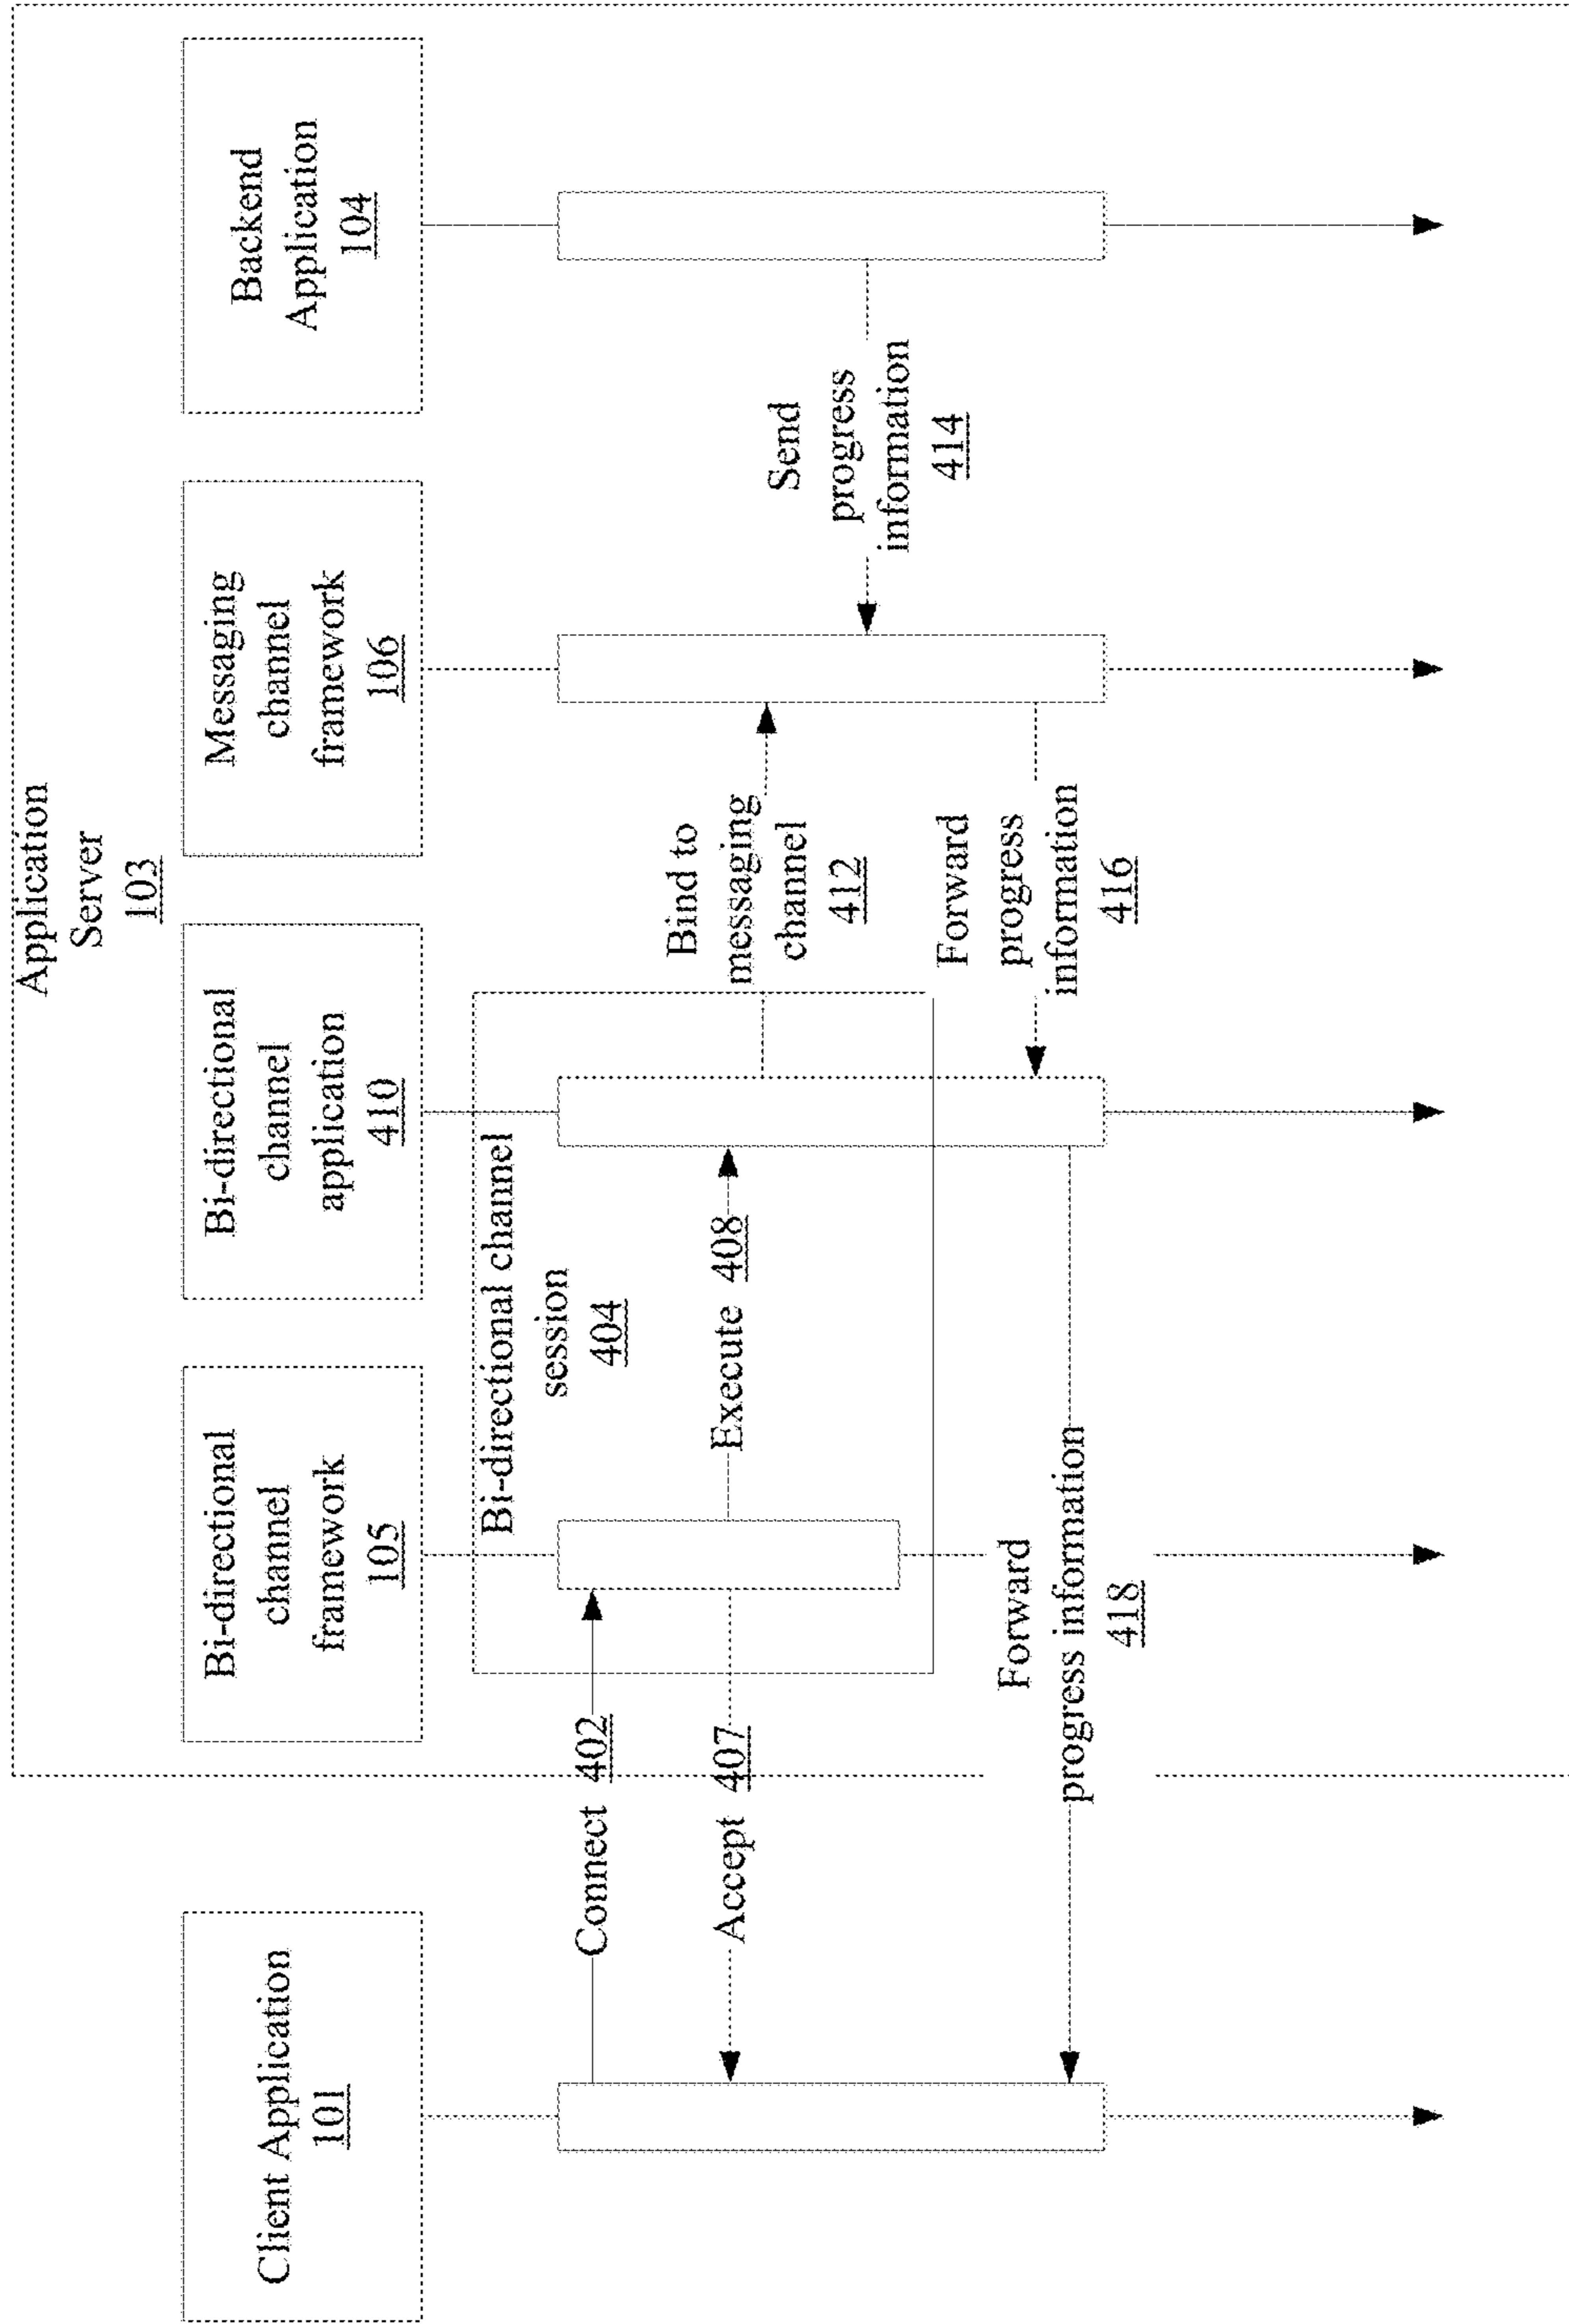 Application
Server
103
Client Application
101
Bi-directional
channel
framework
105
Bi-directional
channel
application
410
Messaging
channel
framework
106
Backend
Application
104
Bi-directional channel
session
404
Connect 402
Accept 407
Execute 408
Bind to
messaging
channel
412
Send
progress
information
414
Forward
progress
information
416
Forward
progress information
418